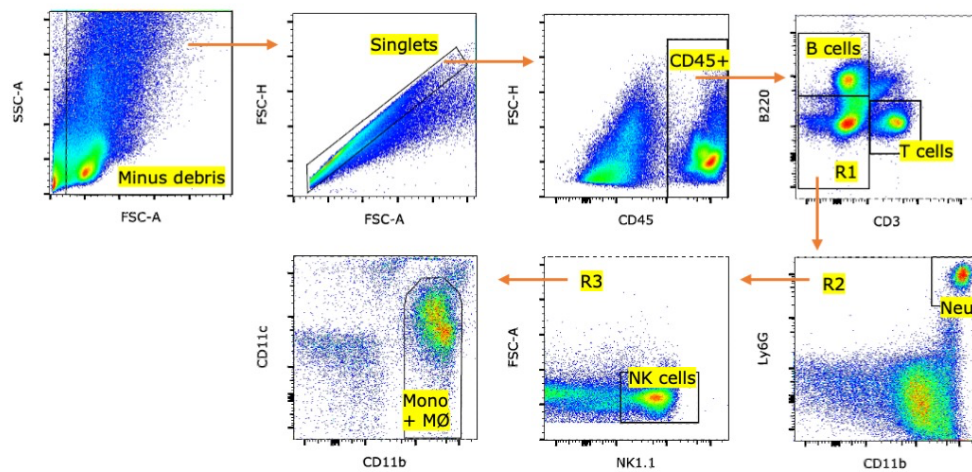 SSC-A
Minus debris
FSC-A
FSC-H
Singlets
FSC-A
FSC-H
CD45+
CD45
B220
B cells
T cells
R1
CD3
CD11c
Mono
+ MØ
CD11b
R3
FSC-A
NK cells
NK1.1
R2
Neu
Ly6G
CD11b